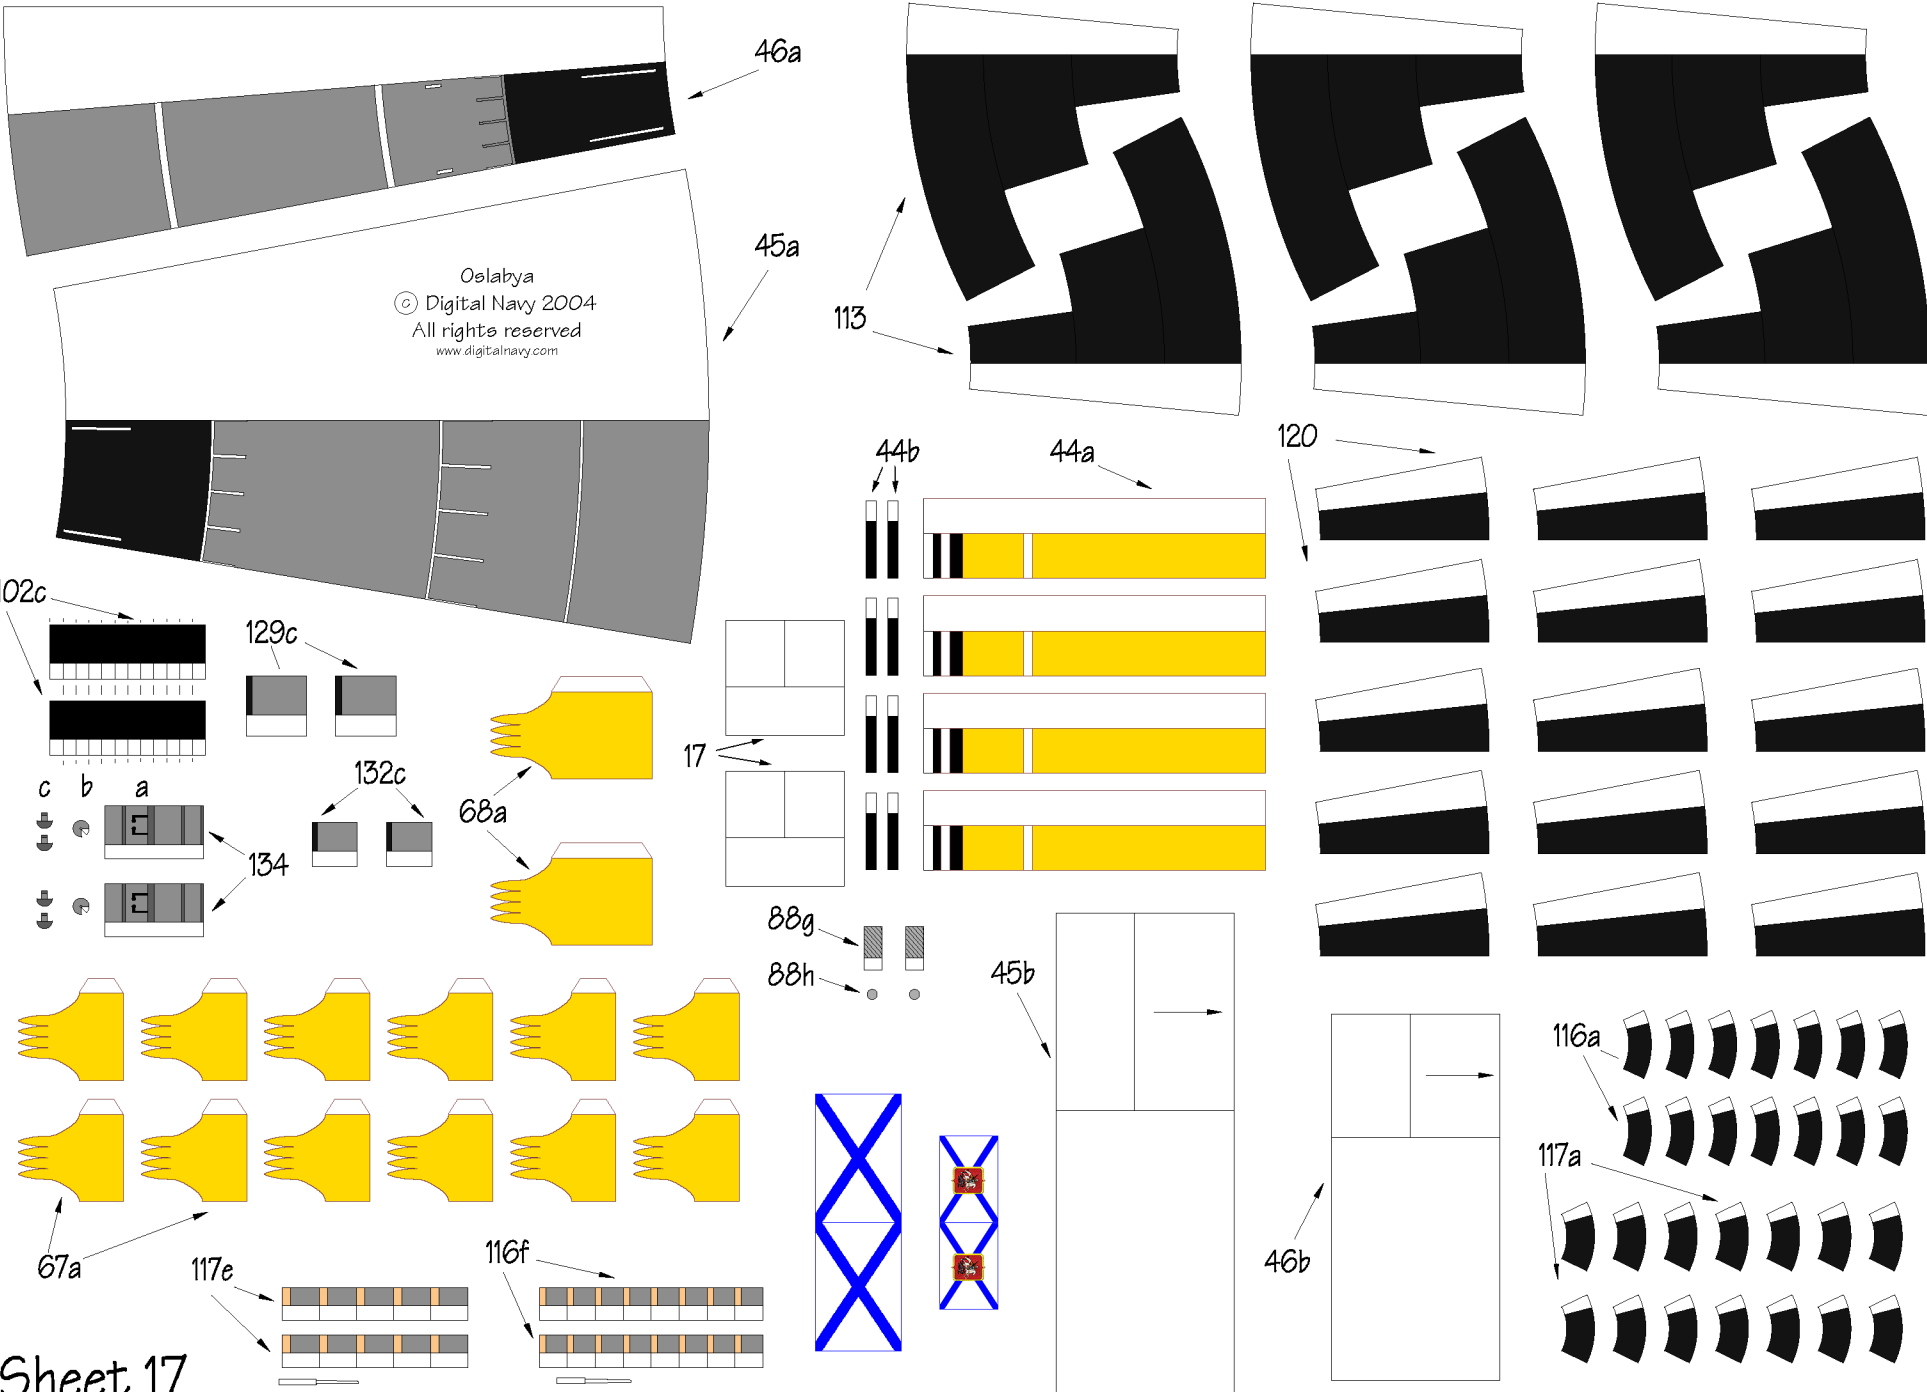 46a
45a
Oslabya
© Digital Navy 2004
All rights reserved
www.digitalnavy.com
113
120
44b
44a
102c
129c
17
132c
c b a
68a
134
88g
88h
45b
116a
117a
67a
117e
116f
46b
Sheet 17